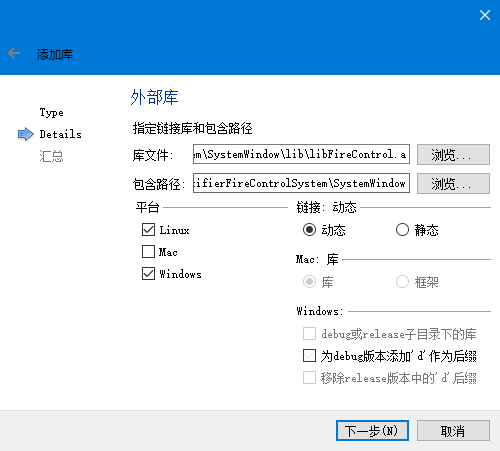 添加库
外部库
Type
Details
汇总
指定链接库和包含路径
库文件: em\SystemWindow\lib\libFireControl.a 浏览...
包含路径: tifierFireControlSystem\SystemWindow 浏览...
平台
Linux
Mac
Windows
链接: 动态
动态 静态
Mac: 库
库 框架
Windows:
debug或release子目录下的库
为debug版本添加'd'作为后缀
移除release版本中的'd'后缀
下一步(N) 取消